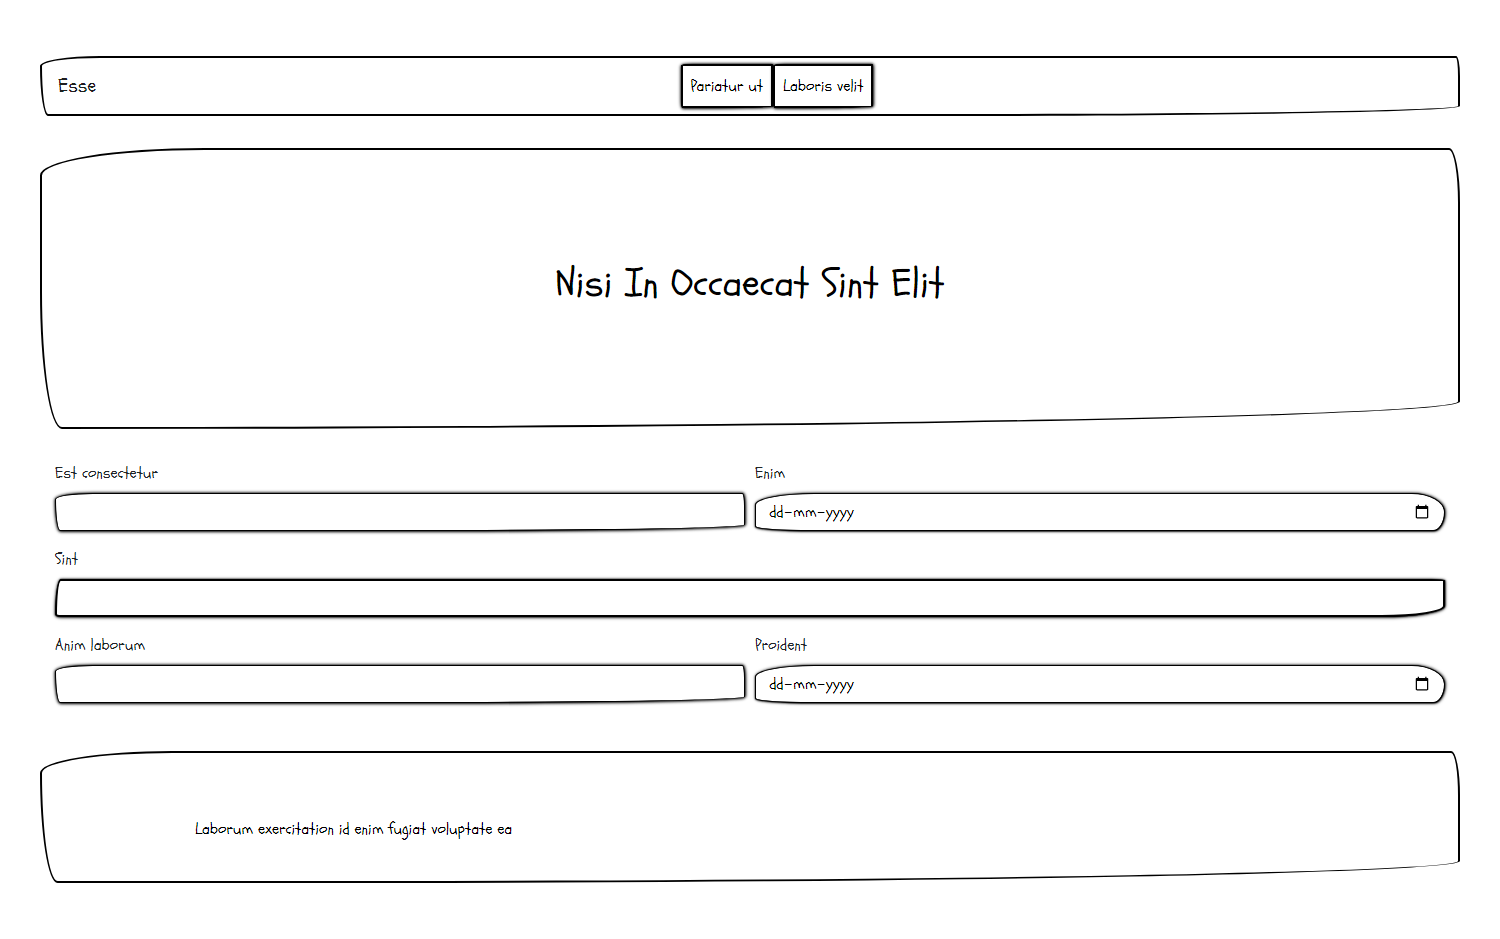 Esse
Pariatur ut Laboris velit
Nisi In Occaecat Sint Elit
Est consectetur Enim
dd-mm-yyyy
Sint
Anim laborum Proident
dd-mm-yyyy
Laborum exercitation id enim fugiat voluptate ea